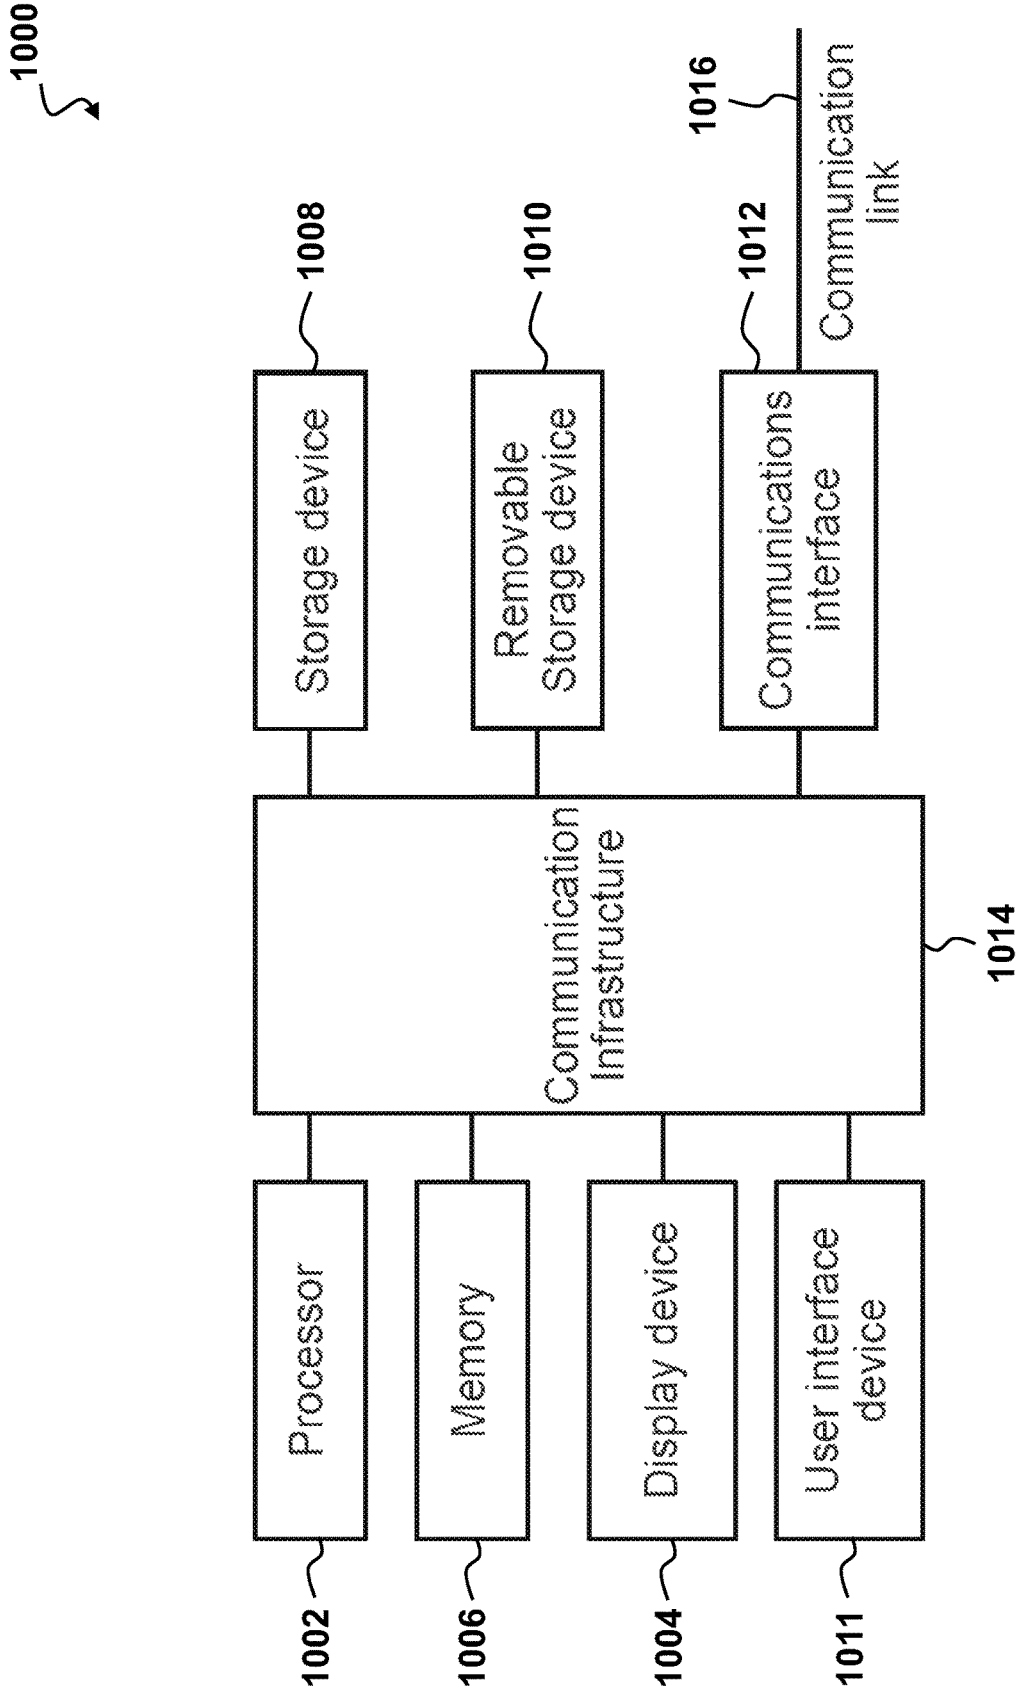 1000
1002
Processor
1006
Memory
1004
Display device
1011
User interface
device
Communication
Infrastructure
1014
Storage device
1008
Removable
Storage device
1010
Communications
interface
1012
1016
Communication
link